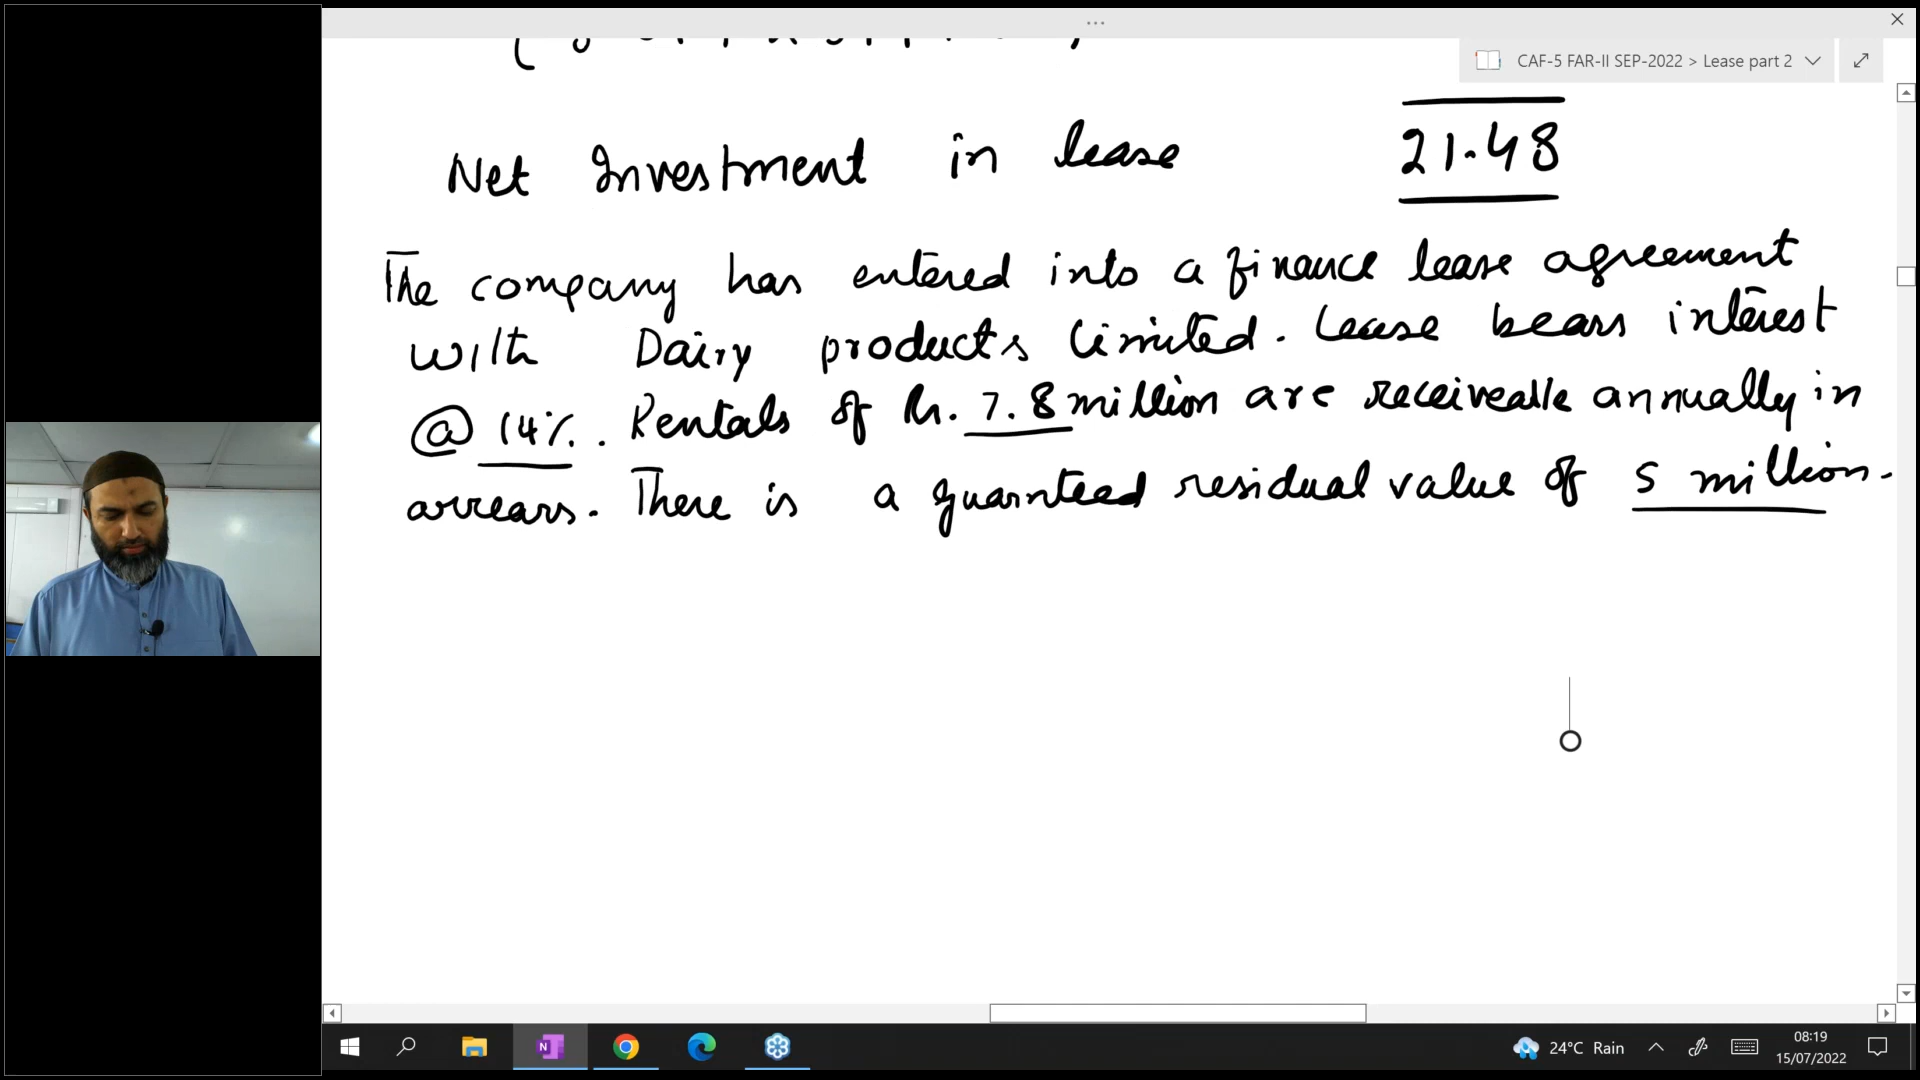 CAF-5 FAR-II SEP-2022 > Lease part 2
Net Investment in lease 21.48
The company has entered into a finance lease agreement
with Dairy products Limited. Lease bears interest
@ 14%. Rentals of Rs. 7.8 million are receiveable annually in
arrears. There is a guarnteed residual value of 5 million.
24°C Rain
08:19
15/07/2022